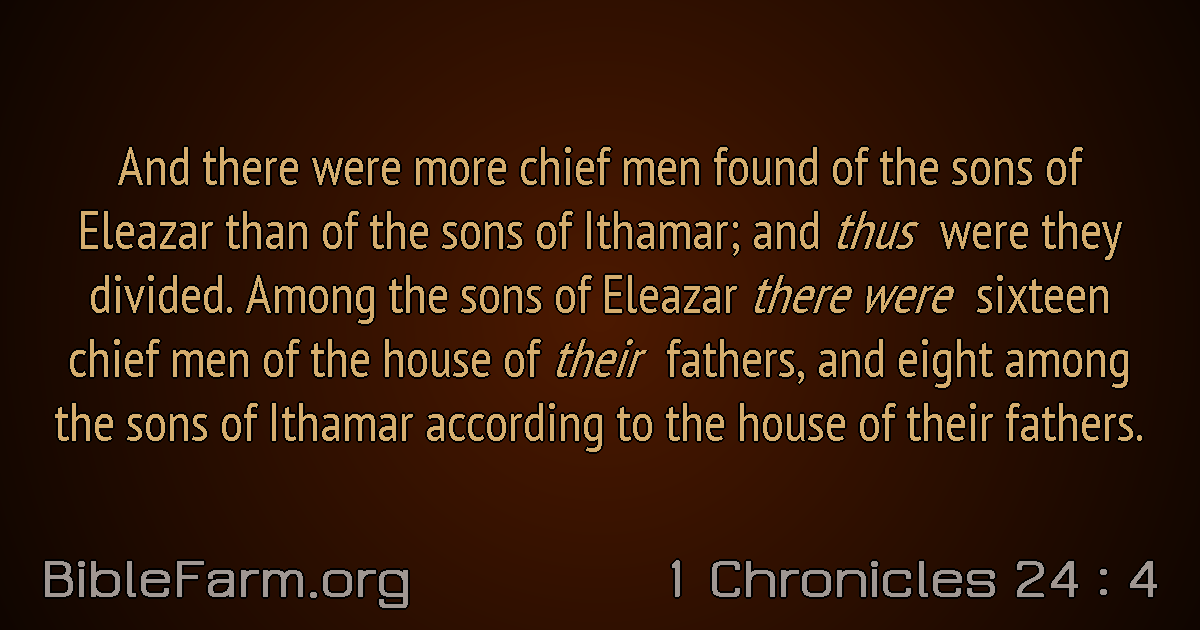 And there were more chief men found of the sons of
Eleazar than of the sons of Ithamar; and thus were they
divided. Among the sons of Eleazar there were sixteen
chief men of the house of their fathers, and eight among
the sons of Ithamar according to the house of their fathers.
BibleFarm.org
1 Chronicles 24 : 4